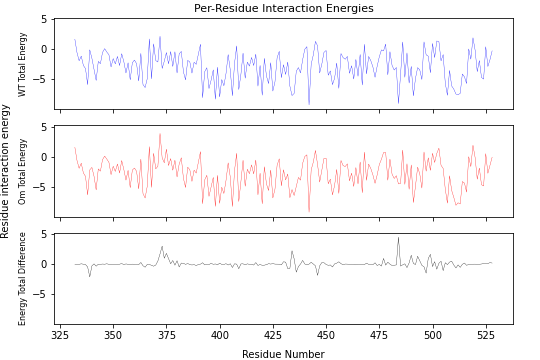 Per-Residue Interaction Energies
Residue interaction energy
WT Total Energy
5
0
−5
Om Total Energy
5
0
−5
Energy Total Difference
5
0
−5
325 350 375 400 425 450 475 500 525
Residue Number